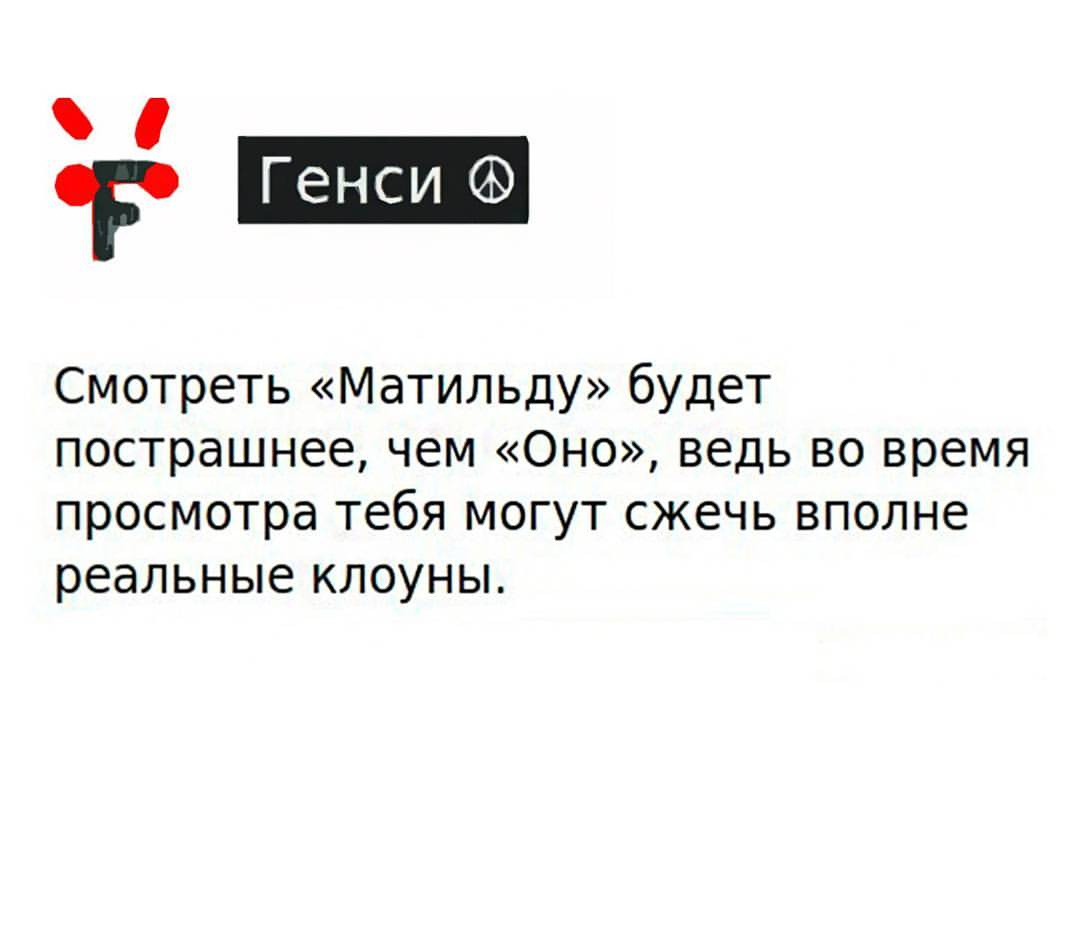 Генси ☮
Смотреть «Матильду» будет
пострашнее, чем «Оно», ведь во время
просмотра тебя могут сжечь вполне
реальные клоуны.